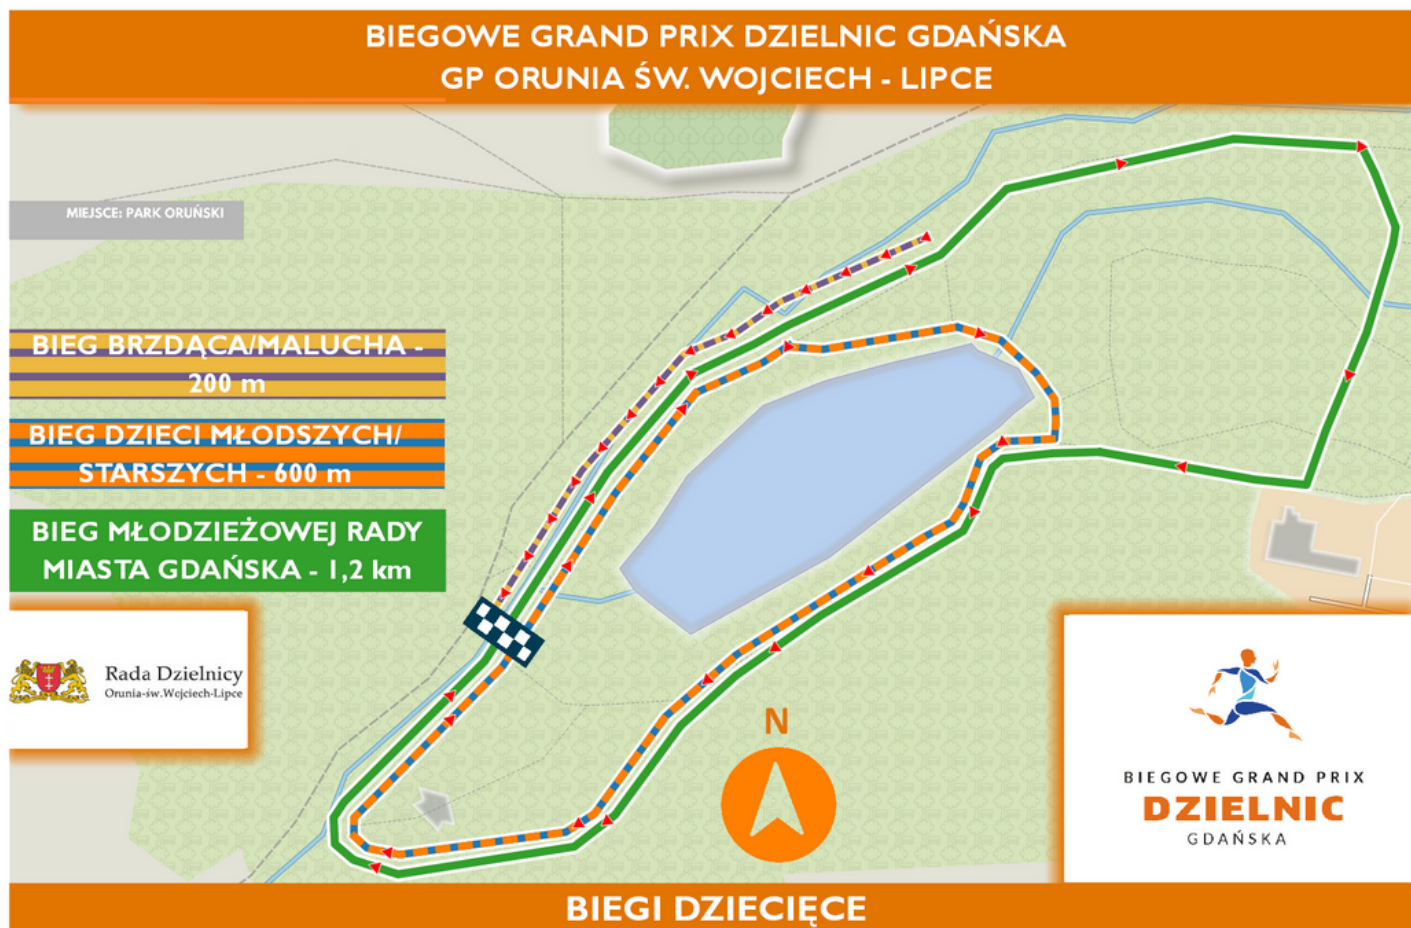 BIEGOWE GRAND PRIX DZIELNIC GDAŃSKA
GP ORUNIA ŚW. WOJCIECH - LIPCE
MIEJSCE: PARK ORUŃSKI
BIEG BRZDĄCA/MALUCHA -
200 m
BIEG DZIECI MŁODSZYCH/
STARSZYCH - 600 m
BIEG MŁODZIEŻOWEJ RADY
MIASTA GDAŃSKA - 1,2 km
Rada Dzielnicy
Orunia-św.Wojciech-Lipce
N
BIEGOWE GRAND PRIX
DZIELNIC
GDAŃSKA
BIEGI DZIECIĘCE